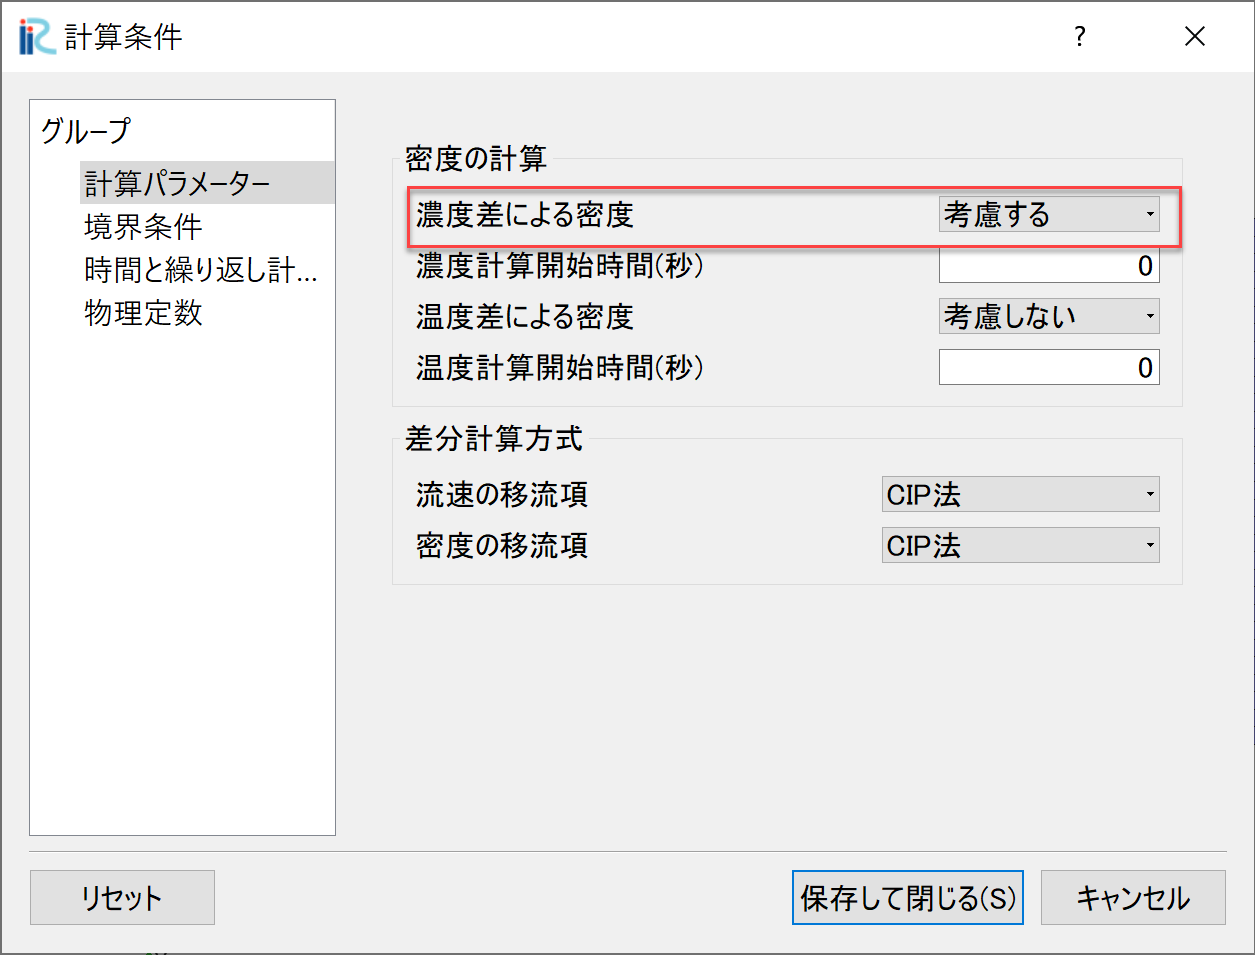 計算条件
?
グループ
計算パラメーター
境界条件
時間と繰り返し計...
物理定数
密度の計算
濃度差による密度 考慮する
濃度計算開始時間(秒) 0
温度差による密度 考慮しない
温度計算開始時間(秒) 0
差分計算方式
流速の移流項 CIP法
密度の移流項 CIP法
リセット 保存して閉じる(S) キャンセル